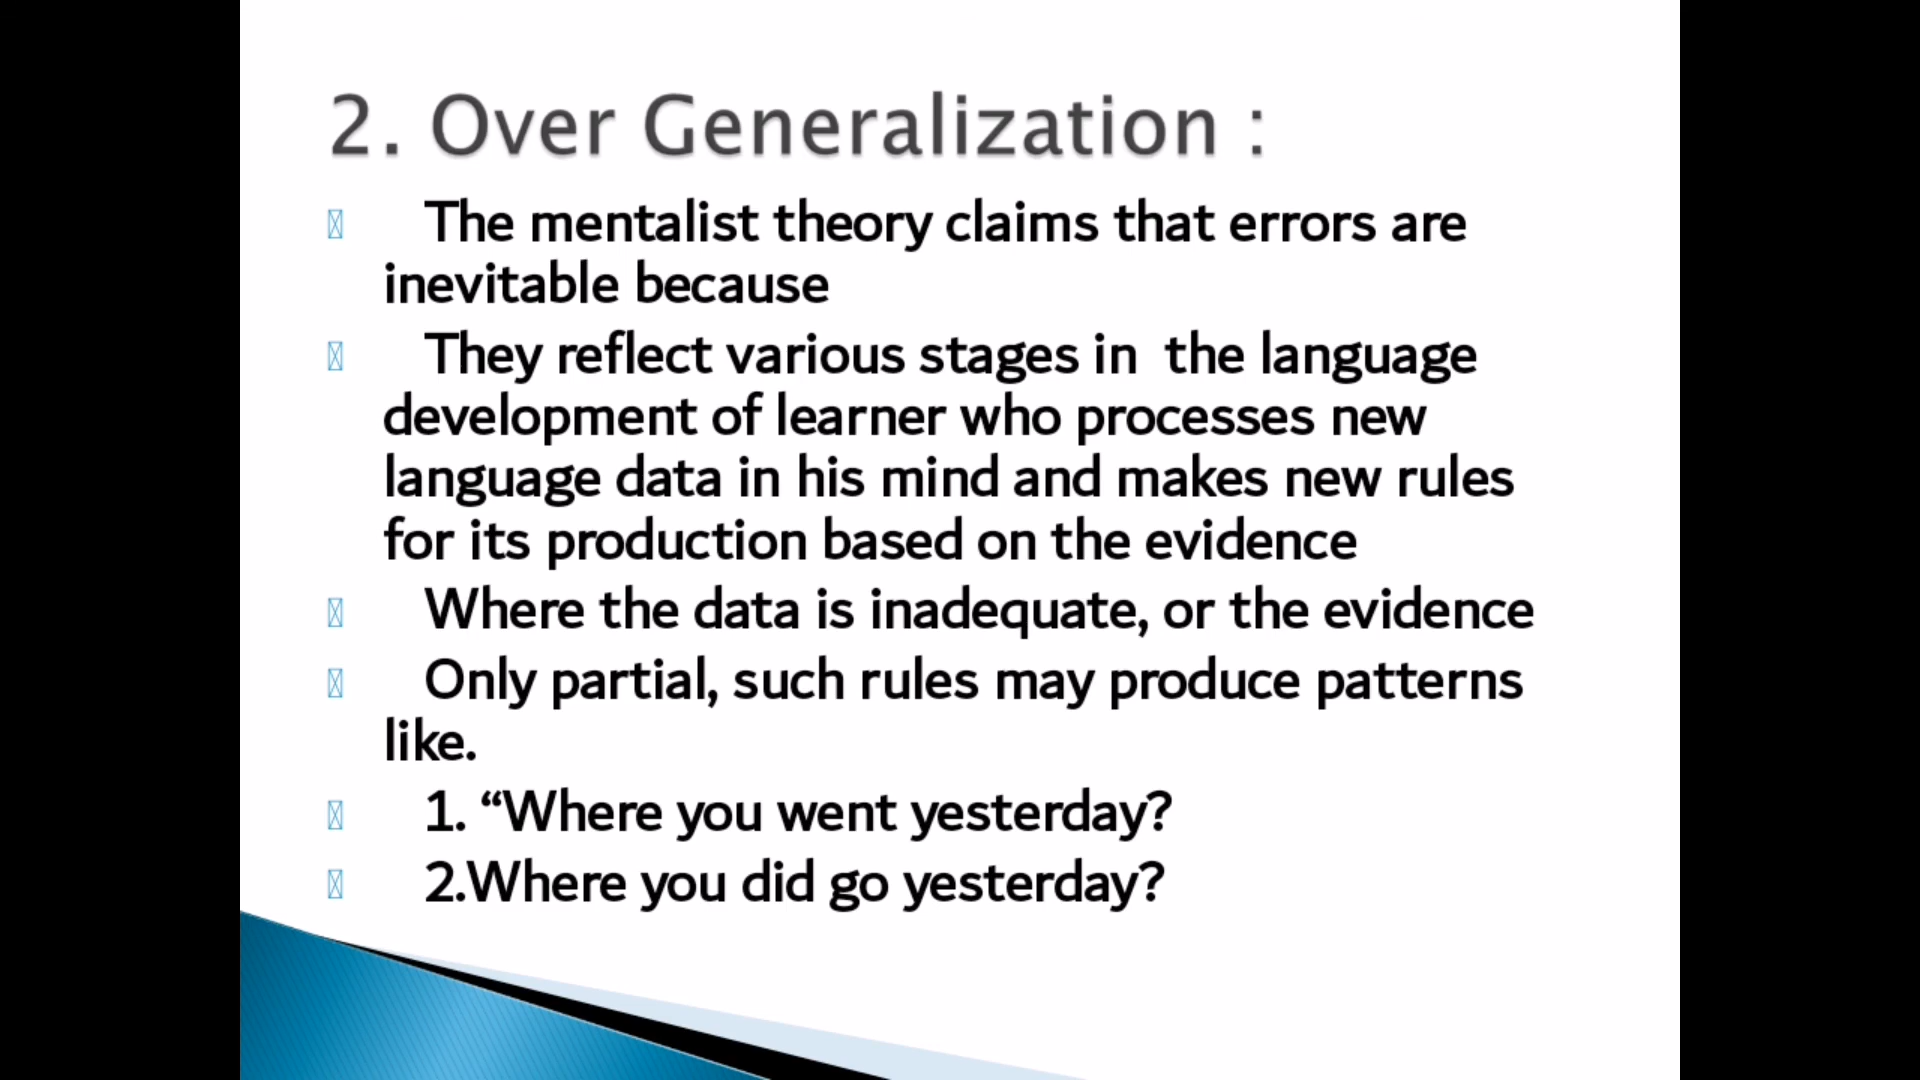 2. Over Generalization :
The mentalist theory claims that errors are
inevitable because
They reflect various stages in the language
development of learner who processes new
language data in his mind and makes new rules
for its production based on the evidence
Where the data is inadequate, or the evidence
Only partial, such rules may produce patterns
like.
1. “Where you went yesterday?
2.Where you did go yesterday?